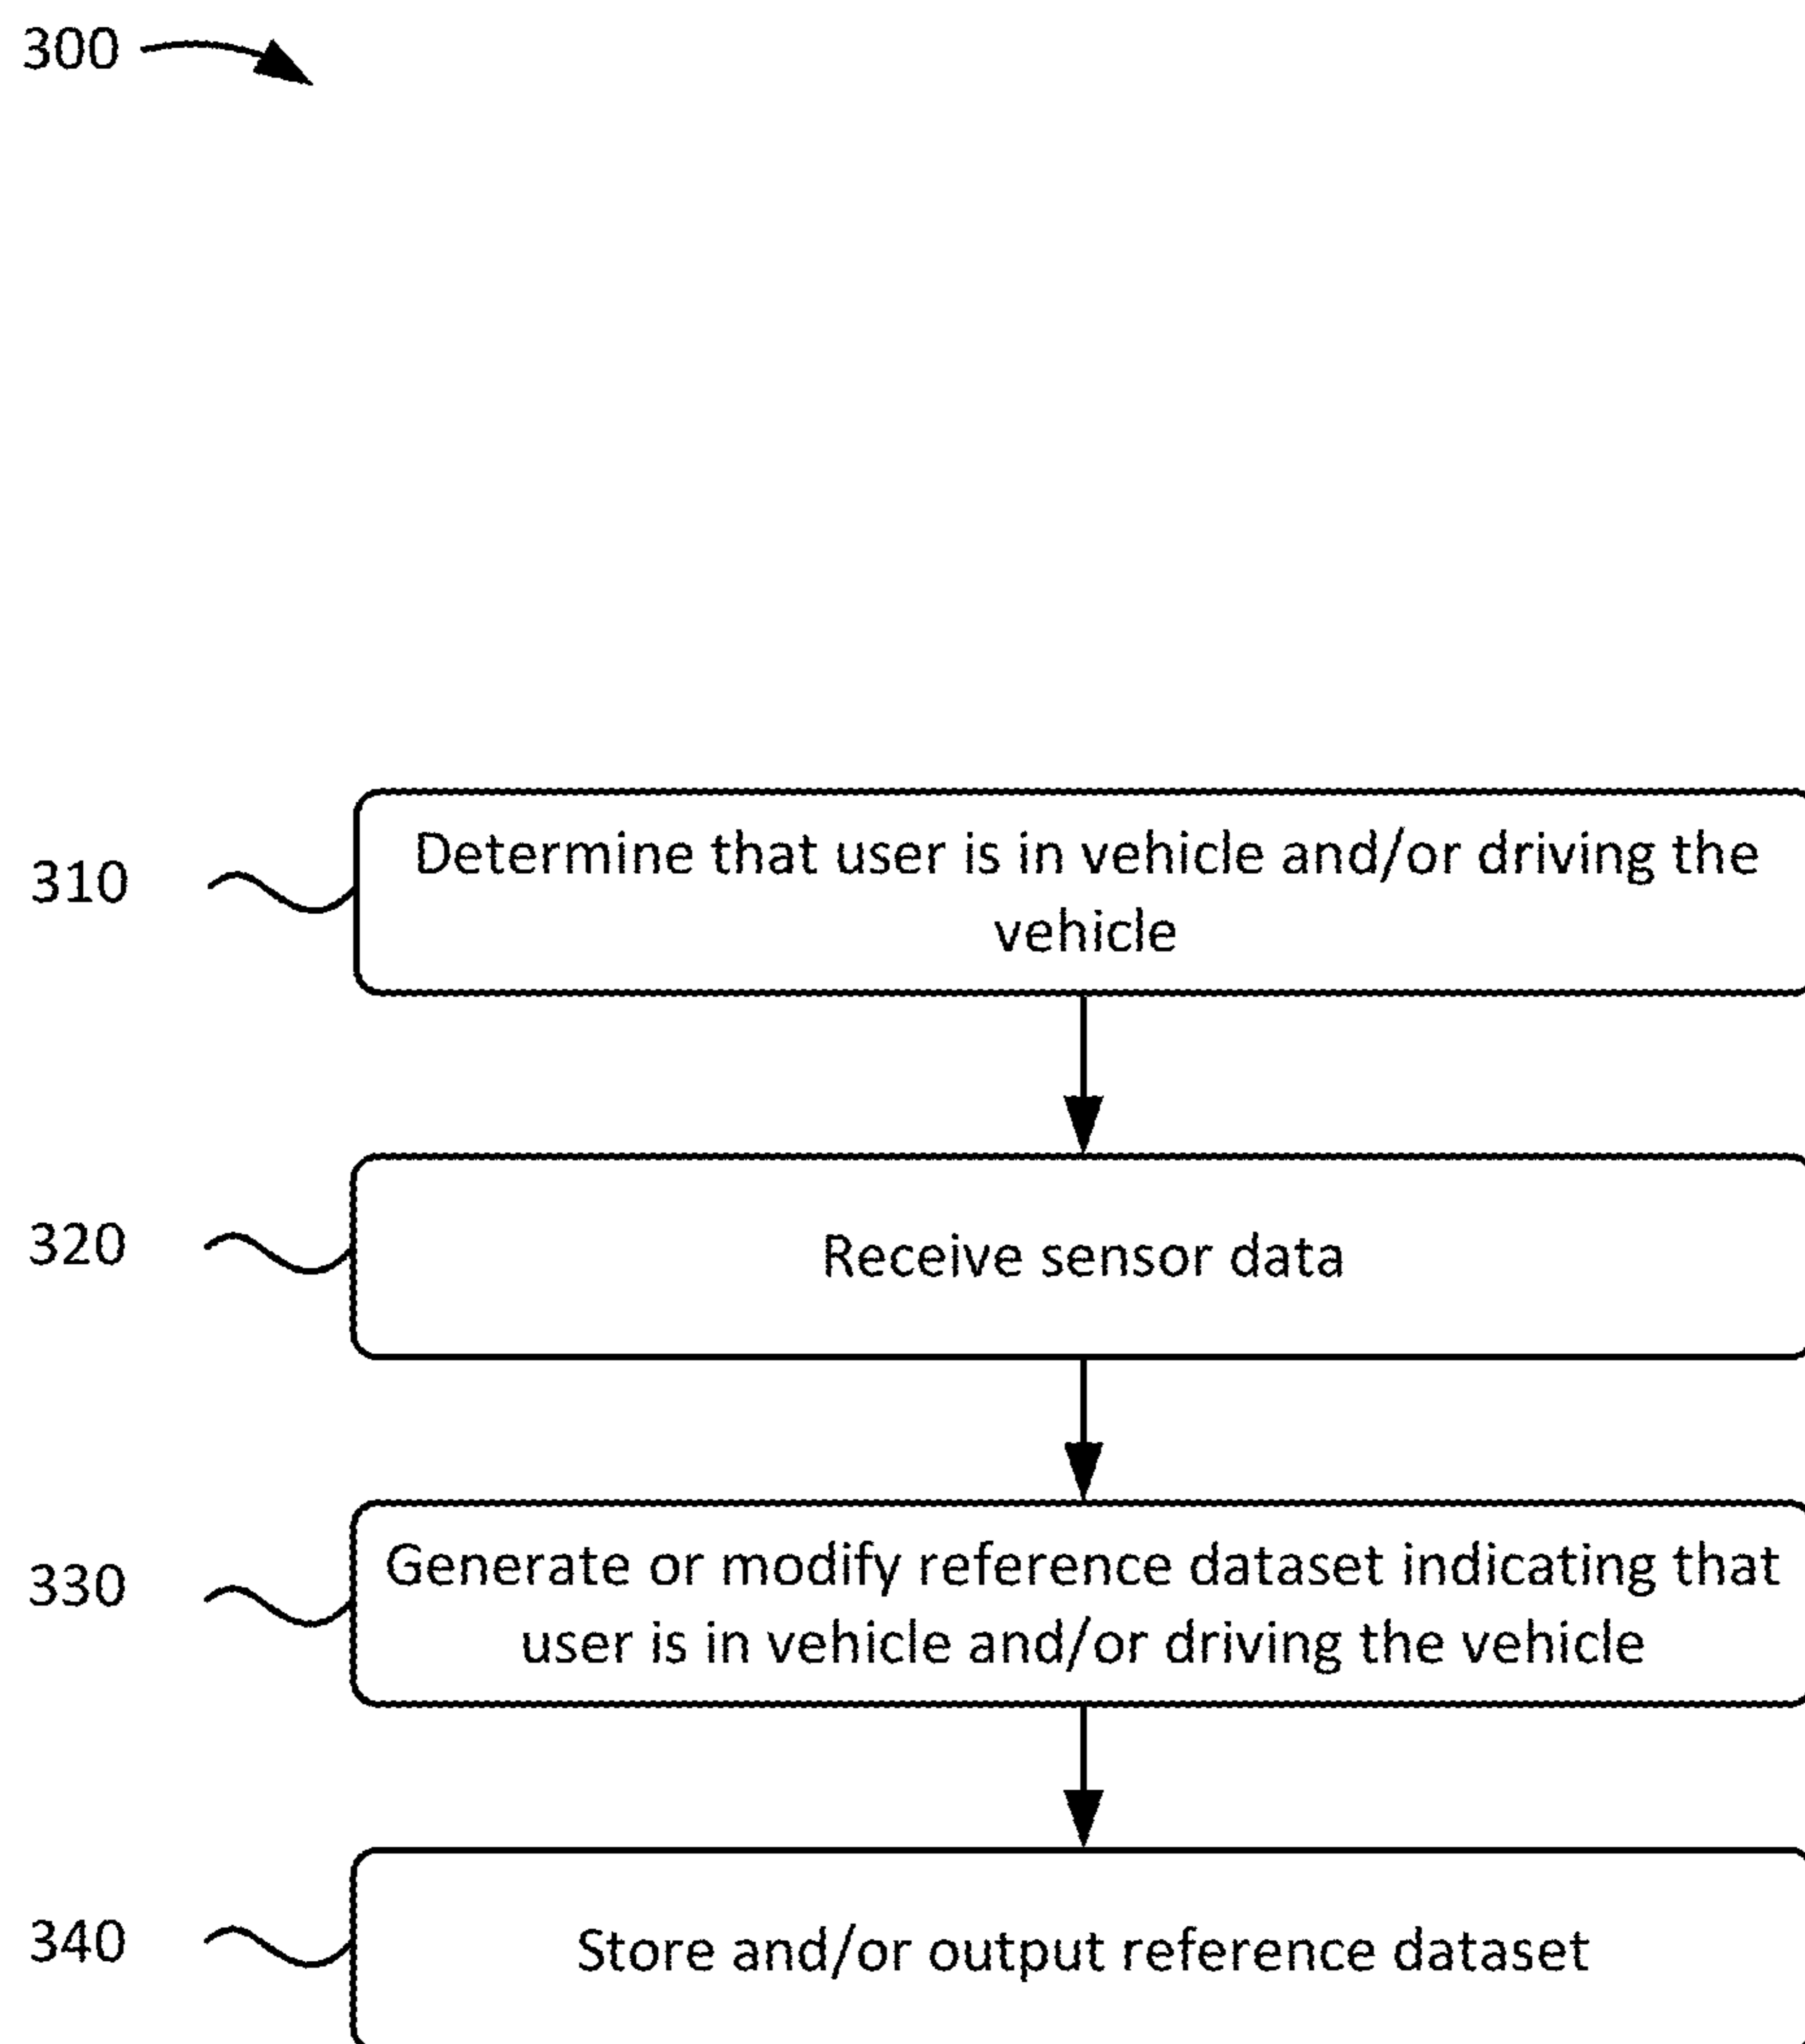 300
310
Determine that user is in vehicle and/or driving the
vehicle
320
Receive sensor data
330
Generate or modify reference dataset indicating that
user is in vehicle and/or driving the vehicle
340
Store and/or output reference dataset